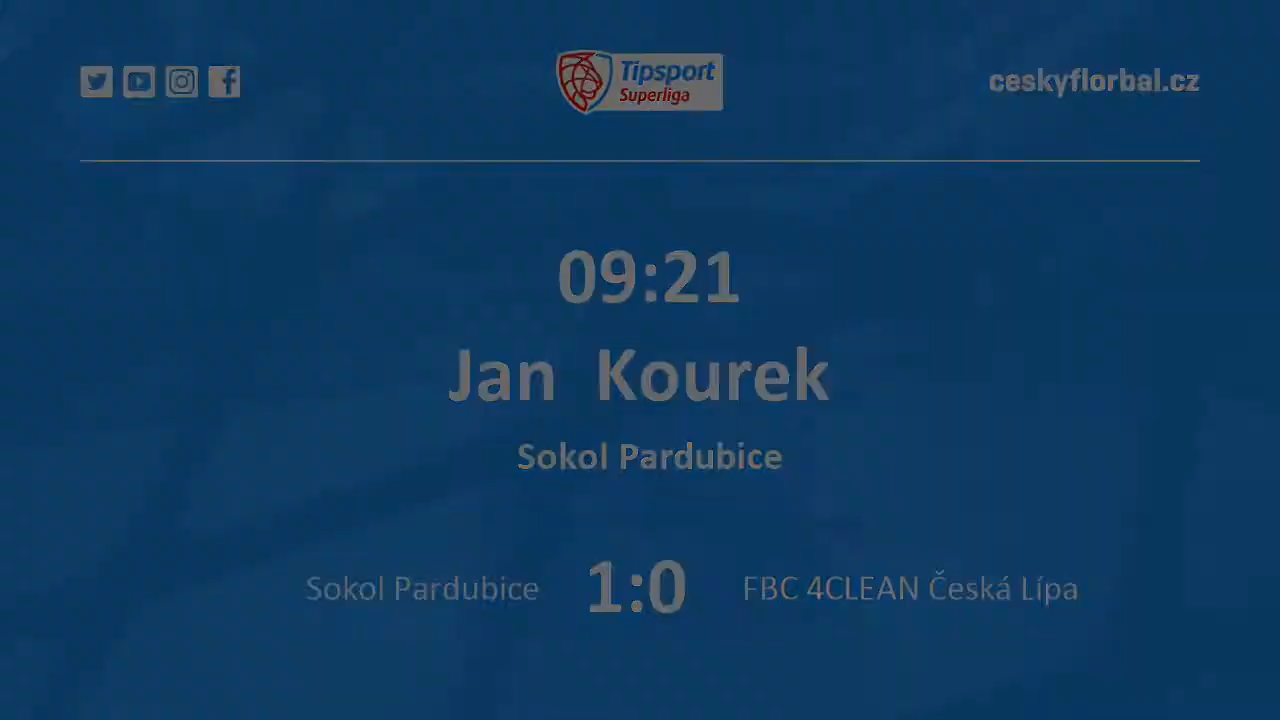 Tipsport
Superliga
ceskyflorbal.cz
09:21
Jan Kourek
Sokol Pardubice
Sokol Pardubice 1:0 FBC 4CLEAN Česká Lípa